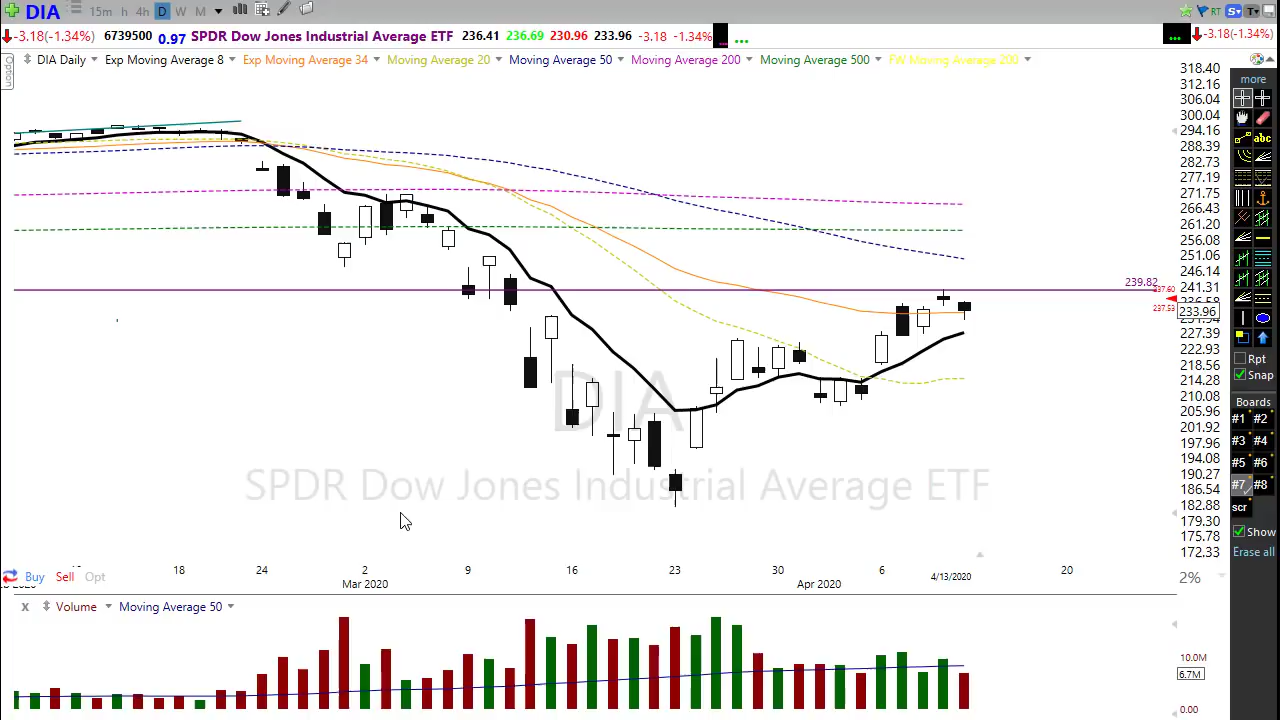 DIA 15m h 4h D W M RT S T
-3.18(-1.34%) 6739500 0.97 SPDR Dow Jones Industrial Average ETF 236.41 236.69 230.96 233.96 -3.18 -1.34% ... ... -3.18(-1.34%)
Option
DIA Daily Exp Moving Average 8 Exp Moving Average 34 Moving Average 20 Moving Average 50 Moving Average 200 Moving Average 500 FW Moving Average 200
318.40
312.16
306.04
300.04
294.16
288.39
282.73
277.19
271.75
266.43
261.20
256.08
251.06
246.14
239.82
241.31
237.60
237.53
233.96
227.39
222.93
218.56
214.28
210.08
205.96
201.92
197.96
194.08
190.27
186.54
182.88
179.30
175.78
172.33
DIA
SPDR Dow Jones Industrial Average ETF
more
abc
Rpt
Snap
Boards
#1 #2
#3 #4
#5 #6
#7 #8
scr
Show
Erase all
18 24 2 9 16 23 30 6 4/13/2020 20
Mar 2020 Apr 2020
Buy Sell Opt
2%
x Volume Moving Average 50
10.0M
6.7M
0.00